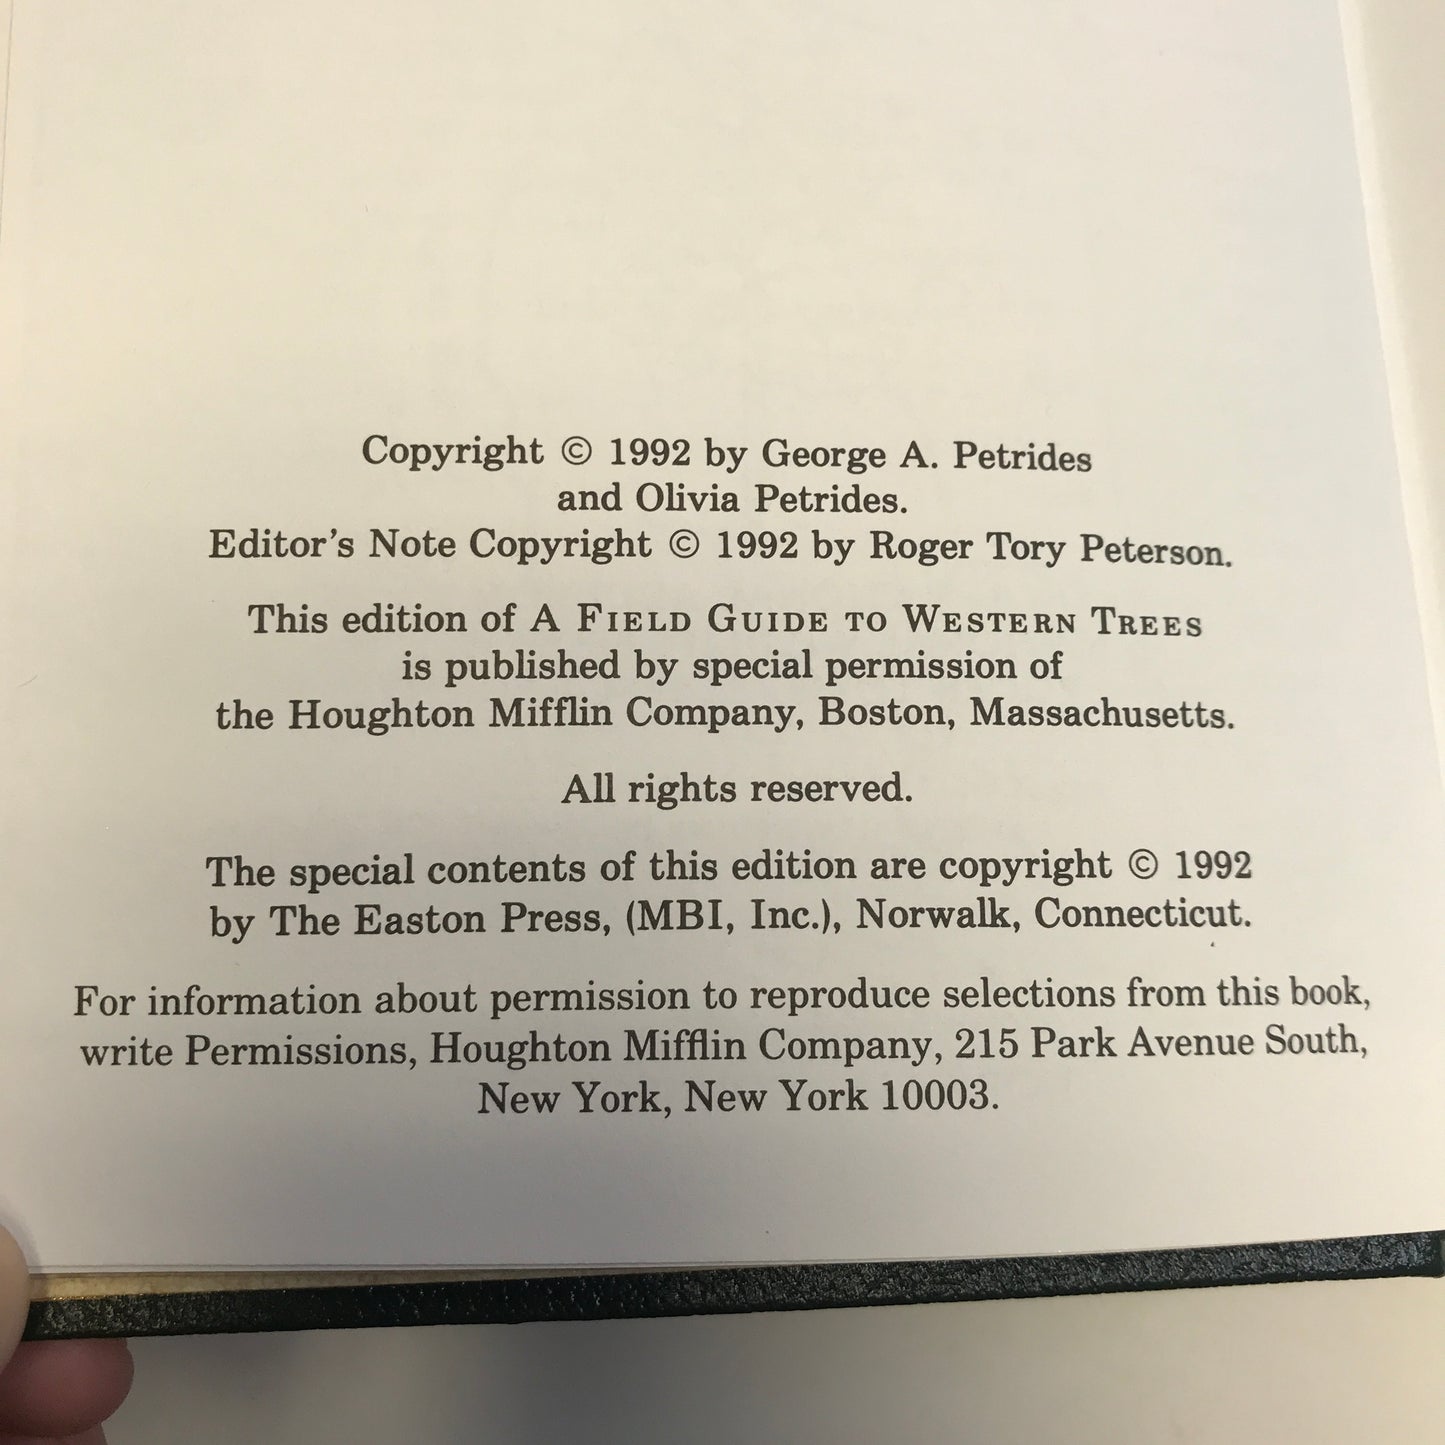 Copyright © 1992 by George A. Petrides
and Olivia Petrides.
Editor's Note Copyright © 1992 by Roger Tory Peterson.
This edition of A FIELD GUIDE TO WESTERN TREES
is published by special permission of
the Houghton Mifflin Company, Boston, Massachusetts.
All rights reserved.
The special contents of this edition are copyright © 1992
by The Easton Press, (MBI, Inc.), Norwalk, Connecticut.
For information about permission to reproduce selections from this book,
write Permissions, Houghton Mifflin Company, 215 Park Avenue South,
New York, New York 10003.